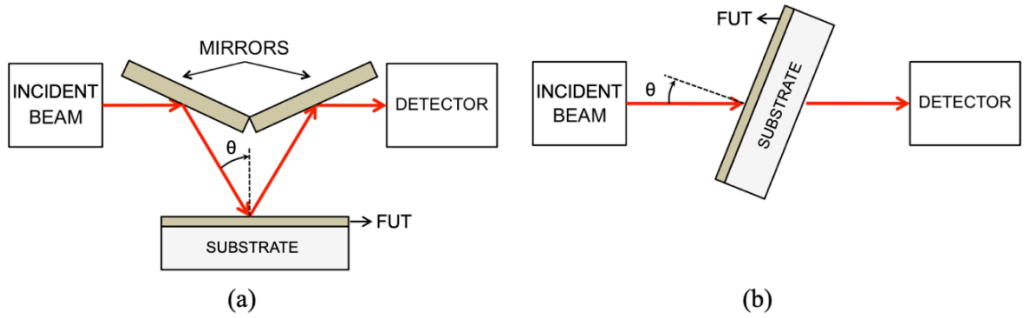 MIRRORS
INCIDENT
BEAM
DETECTOR
θ
FUT
SUBSTRATE
(a)
FUT
θ
INCIDENT
BEAM
SUBSTRATE
DETECTOR
(b)